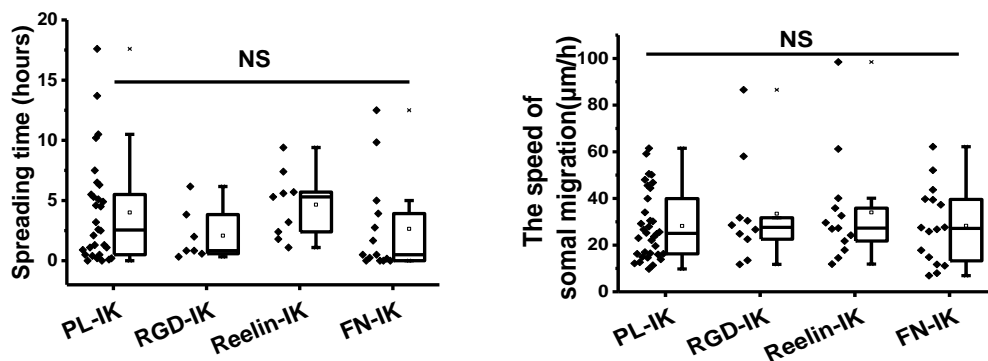 Spreading time (hours)
20
15
10
5
0
NS
PL-IK
RGD-IK
Reelin-IK
FN-IK
The speed of
somal migration(µm/h)
100
80
60
40
20
0
NS
PL-IK
RGD-IK
Reelin-IK
FN-IK